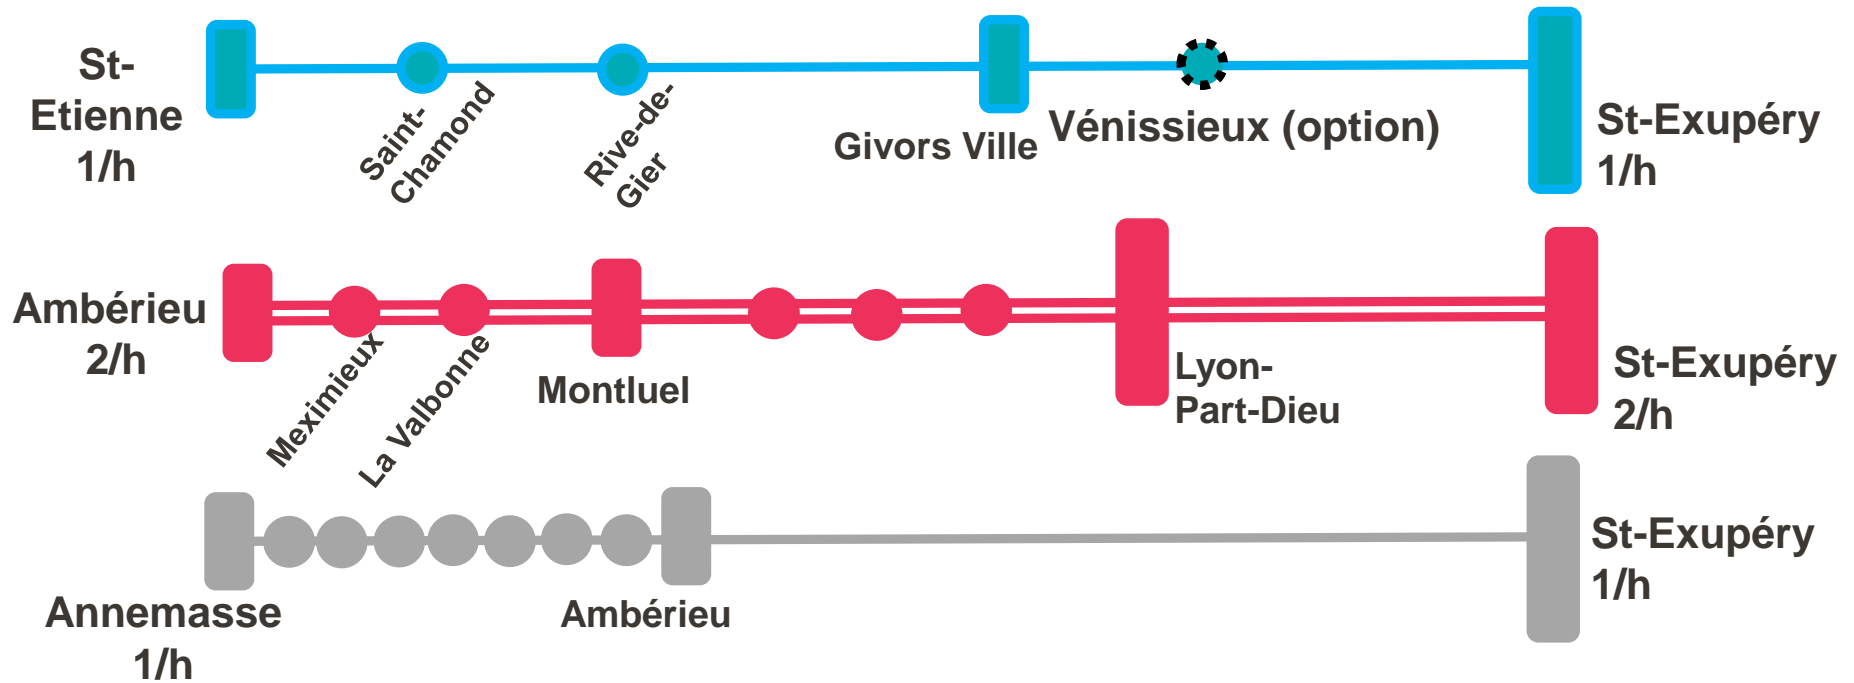 St-
Etienne
1/h
Saint-
Chamond
Rive-de-
Gier
Givors Ville
Vénissieux (option)
St-Exupéry
1/h
Ambérieu
2/h
Meximieux
La Valbonne
Montluel
Lyon-
Part-Dieu
St-Exupéry
2/h
Annemasse
1/h
Ambérieu
St-Exupéry
1/h